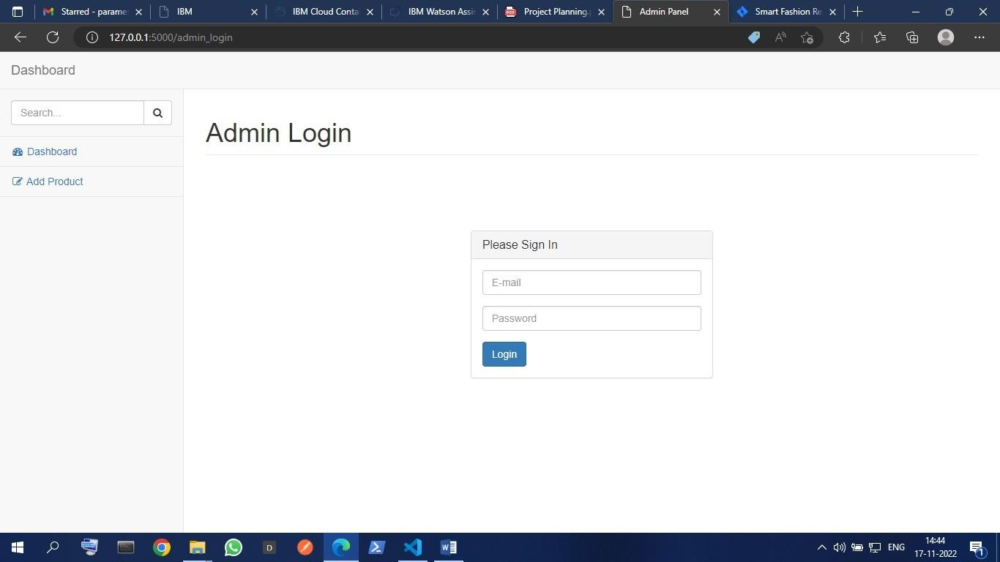 Starred - parame
IBM
IBM Cloud Conta
IBM Watson Assis
Project Planning.p
Admin Panel
Smart Fashion Re
127.0.0.1:5000/admin_login
Dashboard
Search...
Dashboard
Add Product
Admin Login
Please Sign In
E-mail
Password
Login
ENG
14:44
17-11-2022
1